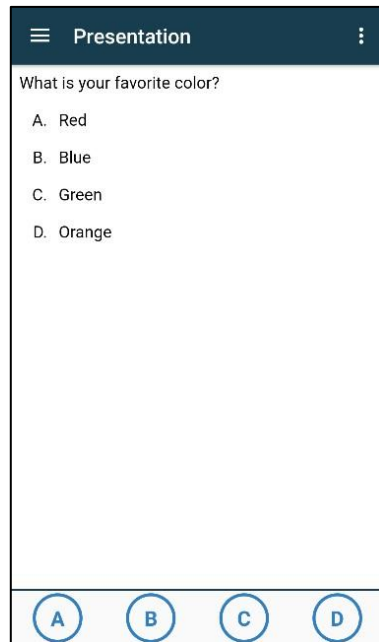 Presentation
What is your favorite color?
A. Red
B. Blue
C. Green
D. Orange
A B C D